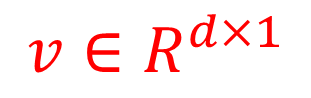 v ∈ R^{d×1}